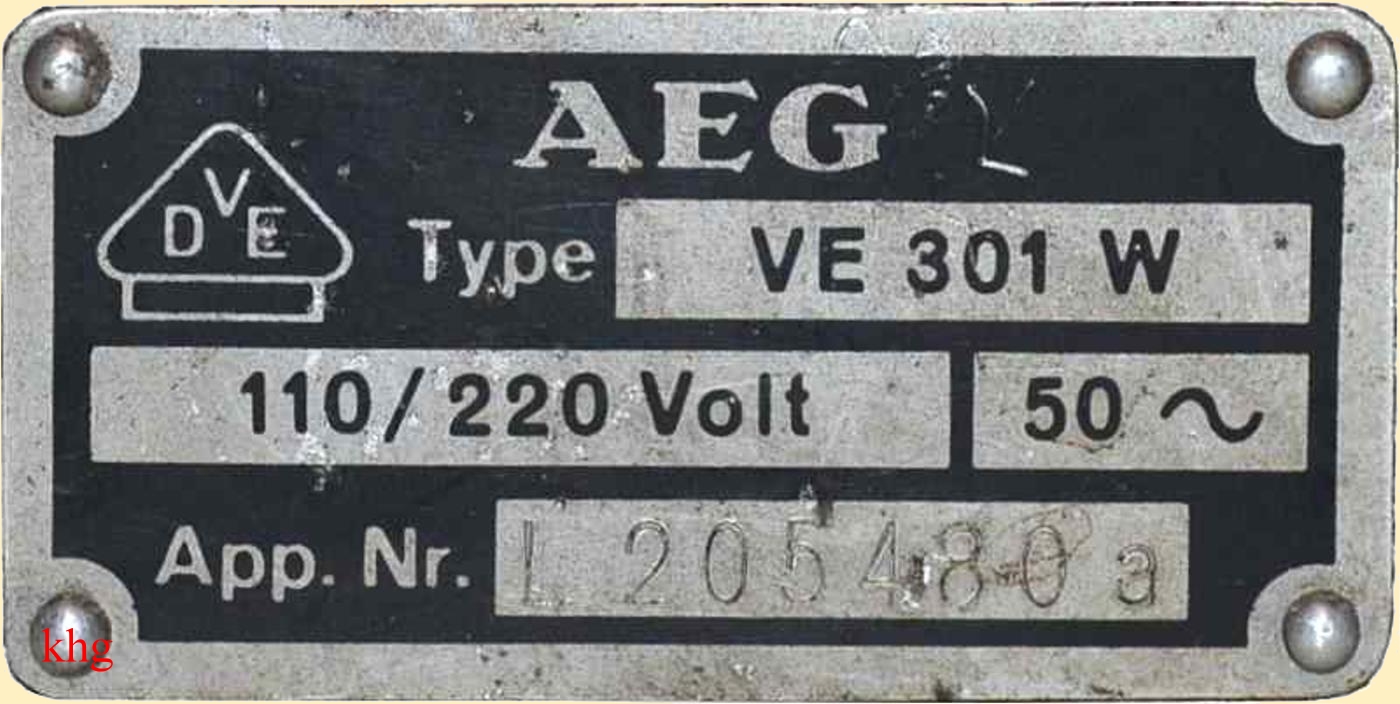 AEG
DVE
Type VE 301 W
110/220 Volt 50 ~
App. Nr. L 205480 a
khg